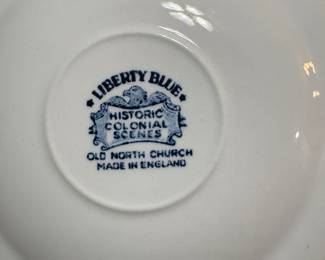 ★ LIBERTY BLUE ★
HISTORIC
COLONIAL
SCENES
OLD NORTH CHURCH
MADE IN ENGLAND